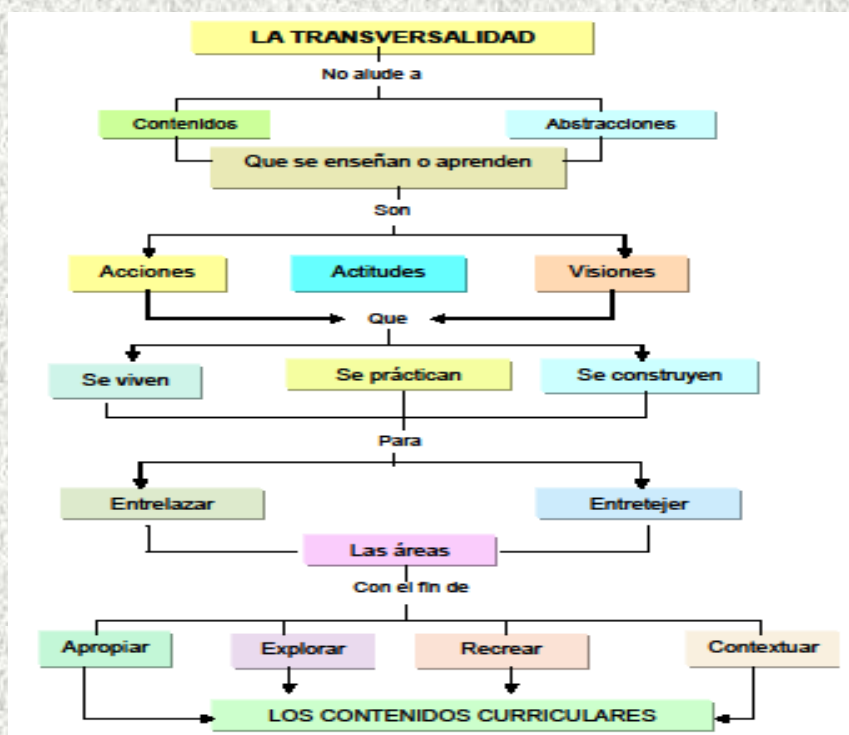 LA TRANSVERSALIDAD
No alude a
Contenidos
Abstracciones
Que se enseñan o aprenden
Son
Acciones
Actitudes
Visiones
Que
Se viven
Se práctican
Se construyen
Para
Entrelazar
Entretejer
Las áreas
Con el fin de
Apropiar
Explorar
Recrear
Contextuar
LOS CONTENIDOS CURRICULARES